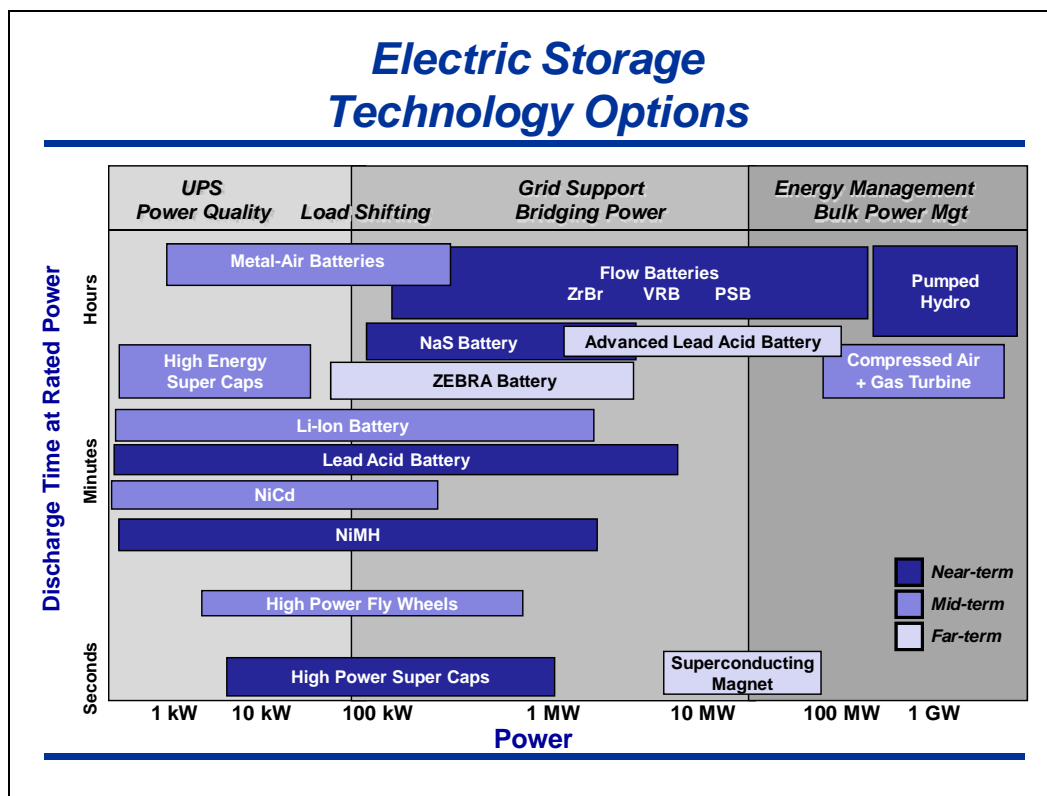 Electric Storage
Technology Options
UPS
Power Quality
Load Shifting
Grid Support
Bridging Power
Energy Management
Bulk Power Mgt
Discharge Time at Rated Power
Hours
Minutes
Seconds
Metal-Air Batteries
Flow Batteries
ZrBr VRB PSB
Pumped
Hydro
NaS Battery
Advanced Lead Acid Battery
High Energy
Super Caps
ZEBRA Battery
Compressed Air
+ Gas Turbine
Li-Ion Battery
Lead Acid Battery
NiCd
NiMH
High Power Fly Wheels
High Power Super Caps
Superconducting
Magnet
Near-term
Mid-term
Far-term
1 kW 10 kW 100 kW 1 MW 10 MW 100 MW 1 GW
Power